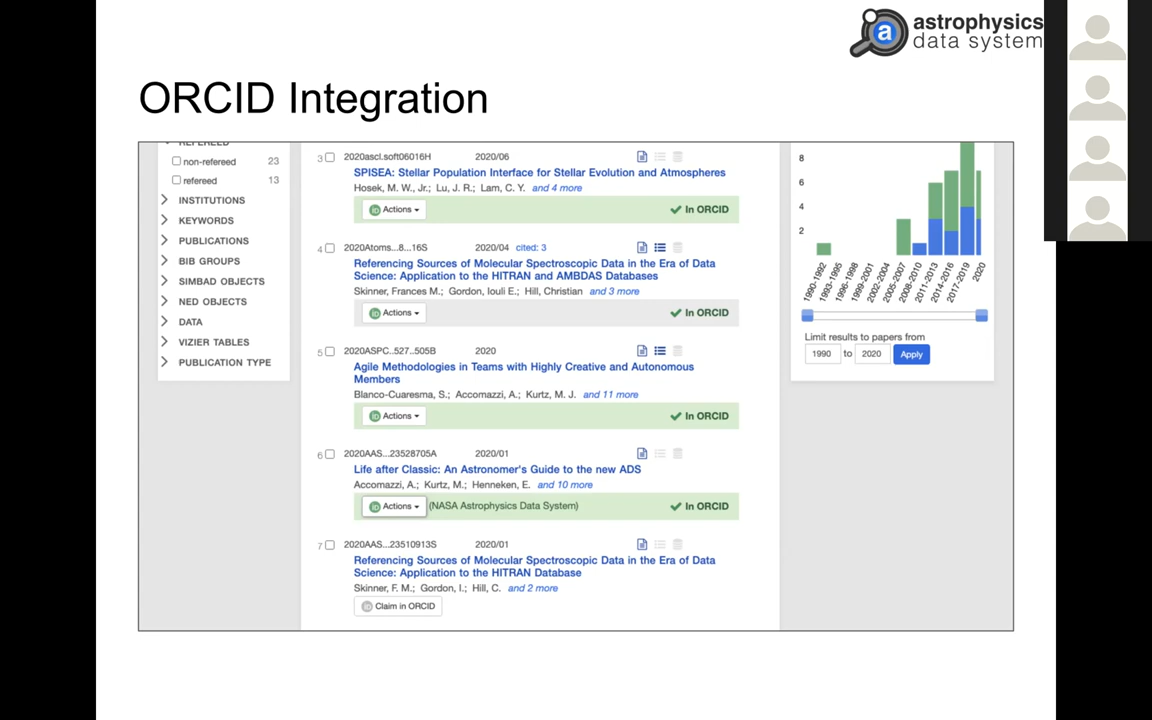 astrophysics
data system
a
ORCID Integration
REFEREED
non-refereed 23
refereed 13
INSTITUTIONS
KEYWORDS
PUBLICATIONS
BIB GROUPS
SIMBAD OBJECTS
NED OBJECTS
DATA
VIZIER TABLES
PUBLICATION TYPE
3 2020ascl.soft06016H 2020/06
SPISEA: Stellar Population Interface for Stellar Evolution and Atmospheres
Hosek, M. W., Jr.; Lu, J. R.; Lam, C. Y. and 4 more
iD Actions In ORCID
4 2020Atoms...8...16S 2020/04 cited: 3
Referencing Sources of Molecular Spectroscopic Data in the Era of Data
Science: Application to the HITRAN and AMBDAS Databases
Skinner, Frances M.; Gordon, Iouli E.; Hill, Christian and 3 more
iD Actions In ORCID
5 2020ASPC..527..505B 2020
Agile Methodologies in Teams with Highly Creative and Autonomous
Members
Blanco-Cuaresma, S.; Accomazzi, A.; Kurtz, M. J. and 11 more
iD Actions In ORCID
6 2020AAS...23528705A 2020/01
Life after Classic: An Astronomer's Guide to the new ADS
Accomazzi, A.; Kurtz, M.; Henneken, E. and 10 more
iD Actions (NASA Astrophysics Data System) In ORCID
7 2020AAS...23510913S 2020/01
Referencing Sources of Molecular Spectroscopic Data in the Era of Data
Science: Application to the HITRAN Database
Skinner, F. M.; Gordon, I.; Hill, C. and 2 more
iD Claim in ORCID
8
6
4
2
1990-1992
1993-1995
1996-1998
1999-2001
2002-2004
2005-2007
2008-2010
2011-2013
2014-2016
2017-2019
2020
Limit results to papers from
1990 to 2020 Apply